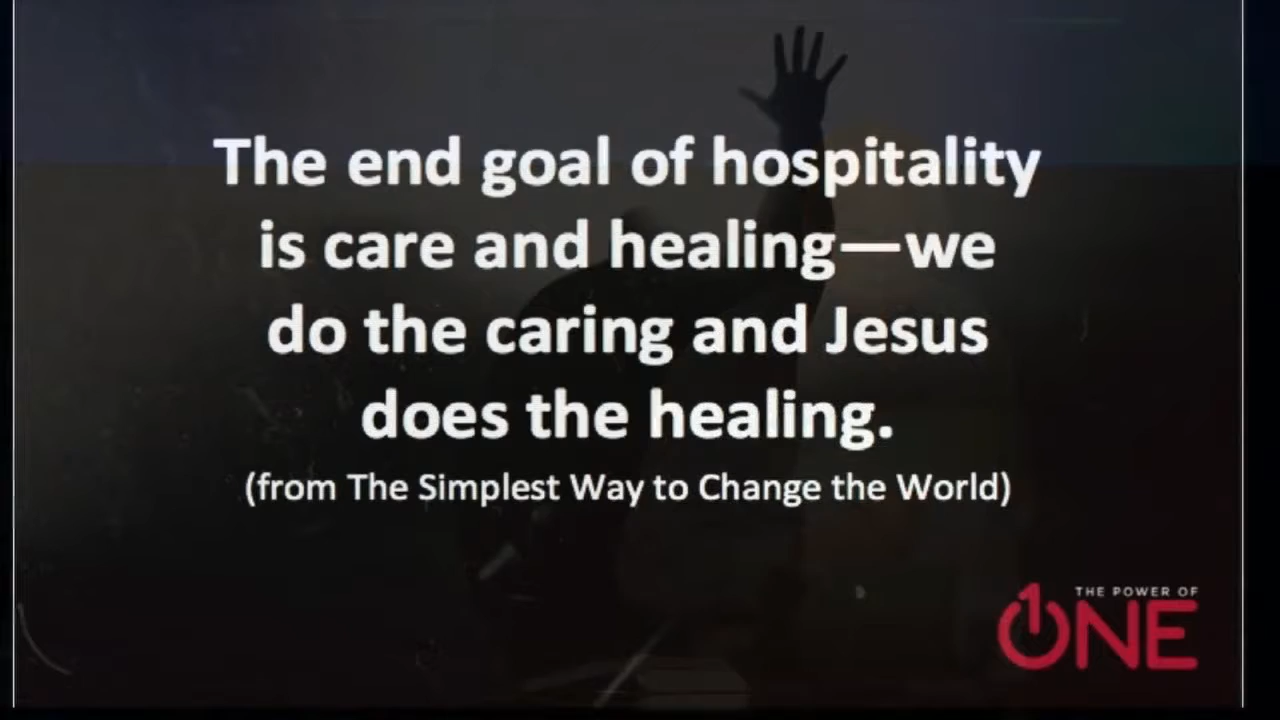 The end goal of hospitality
is care and healing—we
do the caring and Jesus
does the healing.
(from The Simplest Way to Change the World)
THE POWER OF
ONE